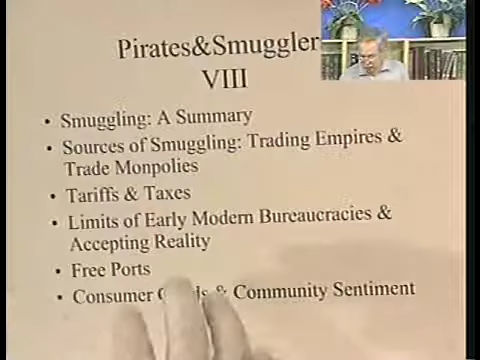 Pirates&Smuggler
VIII
• Smuggling: A Summary
• Sources of Smuggling: Trading Empires &
Trade Monpolies
• Tariffs & Taxes
• Limits of Early Modern Bureaucracies &
Accepting Reality
• Free Ports
• Consumer & Community Sentiment